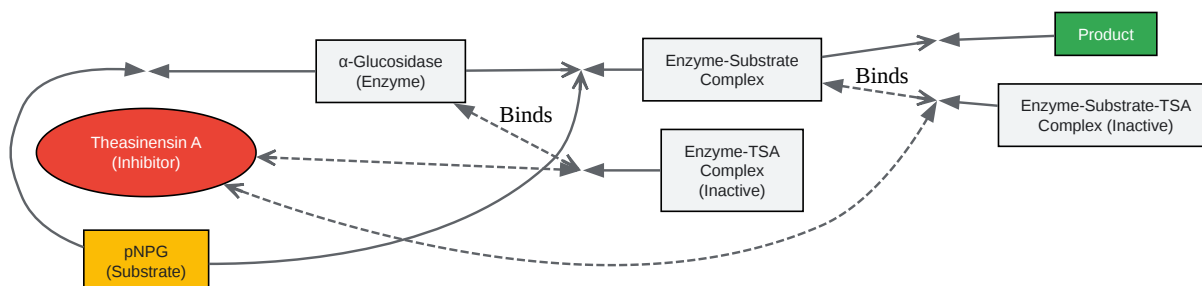 α-Glucosidase
(Enzyme)
Enzyme-Substrate
Complex
Product
Binds
Binds
Enzyme-Substrate-TSA
Complex (Inactive)
Theasinensin A
(Inhibitor)
Enzyme-TSA
Complex
(Inactive)
pNPG
(Substrate)